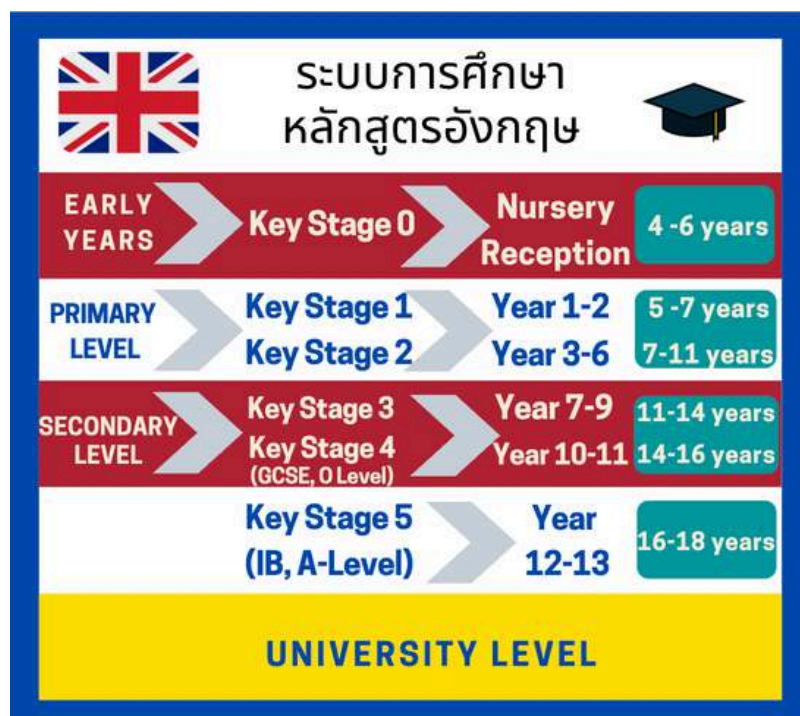 ระบบการศึกษา
หลักสูตรอังกฤษ
EARLY
YEARS
Key Stage 0
Nursery
Reception
4 -6 years
PRIMARY
LEVEL
Key Stage 1
Year 1-2
5 -7 years
Key Stage 2
Year 3-6
7-11 years
SECONDARY
LEVEL
Key Stage 3
Year 7-9
11-14 years
Key Stage 4
(GCSE, O Level)
Year 10-11
14-16 years
Key Stage 5
(IB, A-Level)
Year
12-13
16-18 years
UNIVERSITY LEVEL